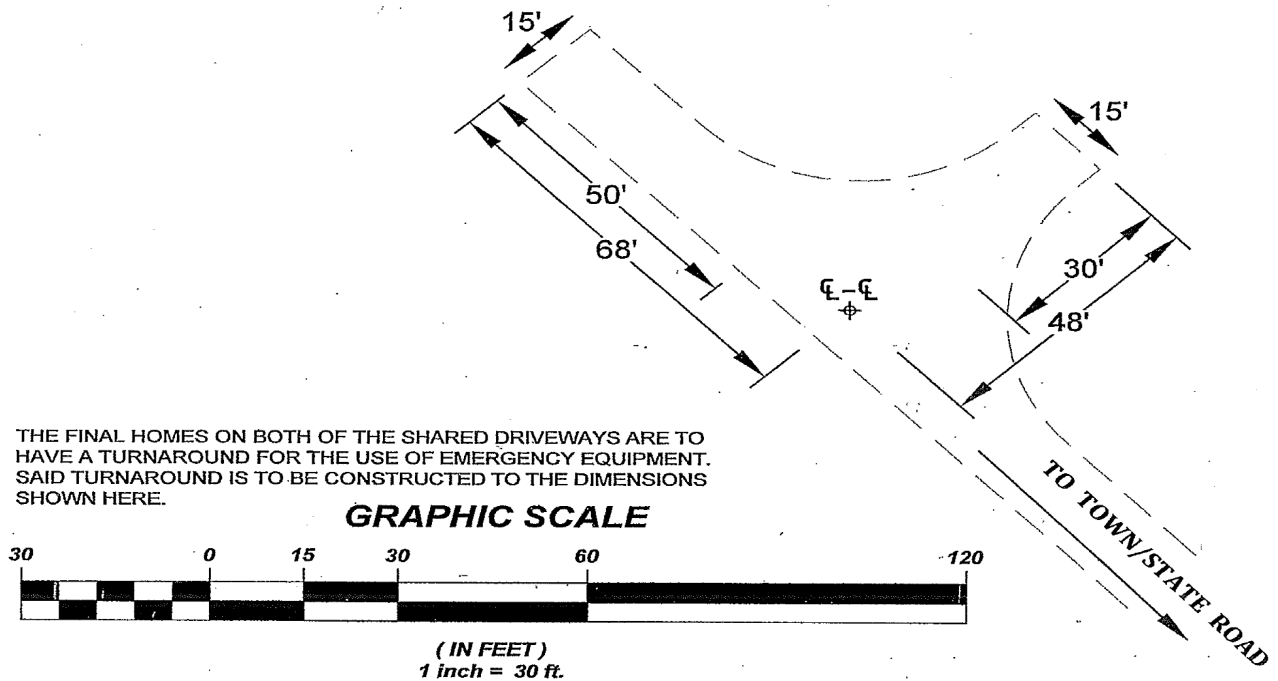 15'
15'
50'
68'
30'
48'
℄-℄
THE FINAL HOMES ON BOTH OF THE SHARED DRIVEWAYS ARE TO
HAVE A TURNAROUND FOR THE USE OF EMERGENCY EQUIPMENT.
SAID TURNAROUND IS TO BE CONSTRUCTED TO THE DIMENSIONS
SHOWN HERE.
TO TOWN/STATE ROAD
GRAPHIC SCALE
30 0 15 30 60 120
( IN FEET )
1 inch = 30 ft.